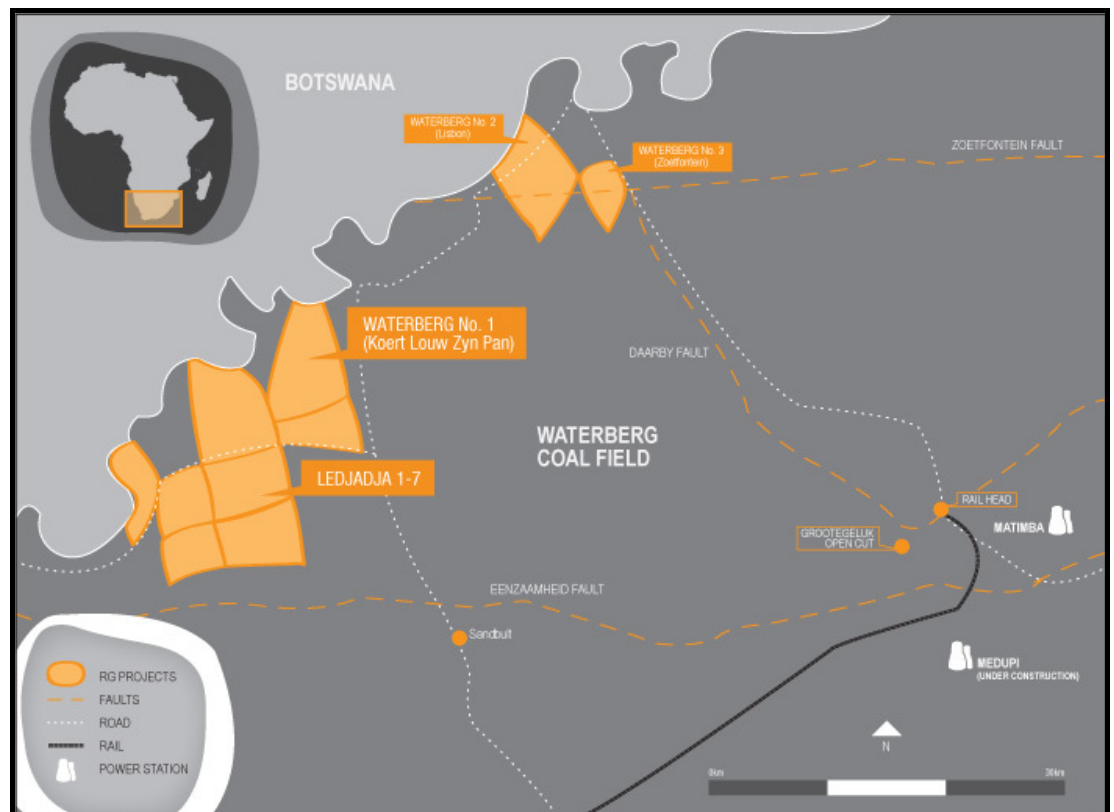 BOTSWANA
WATERBERG No. 2
(Lisbon)
WATERBERG No. 3
(Zoetfontein)
ZOETFONTEIN FAULT
WATERBERG No. 1
(Koert Louw Zyn Pan)
DAARBY FAULT
WATERBERG
COAL FIELD
LEDJADJA 1-7
RAIL HEAD
MATIMBA
GROOTEGELUK
OPEN CUT
EENZAAMHEID FAULT
Sandbult
MEDUPI
(UNDER CONSTRUCTION)
RG PROJECTS
FAULTS
ROAD
RAIL
POWER STATION
N
0km
30km